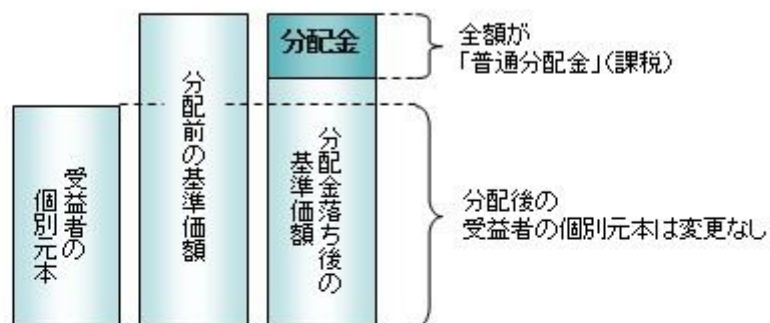 受益者の
個別元本
分配前の基準価額
分配金
分配金落ち後の
基準価額
全額が
「普通分配金」(課税)
分配後の
受益者の個別元本は変更なし